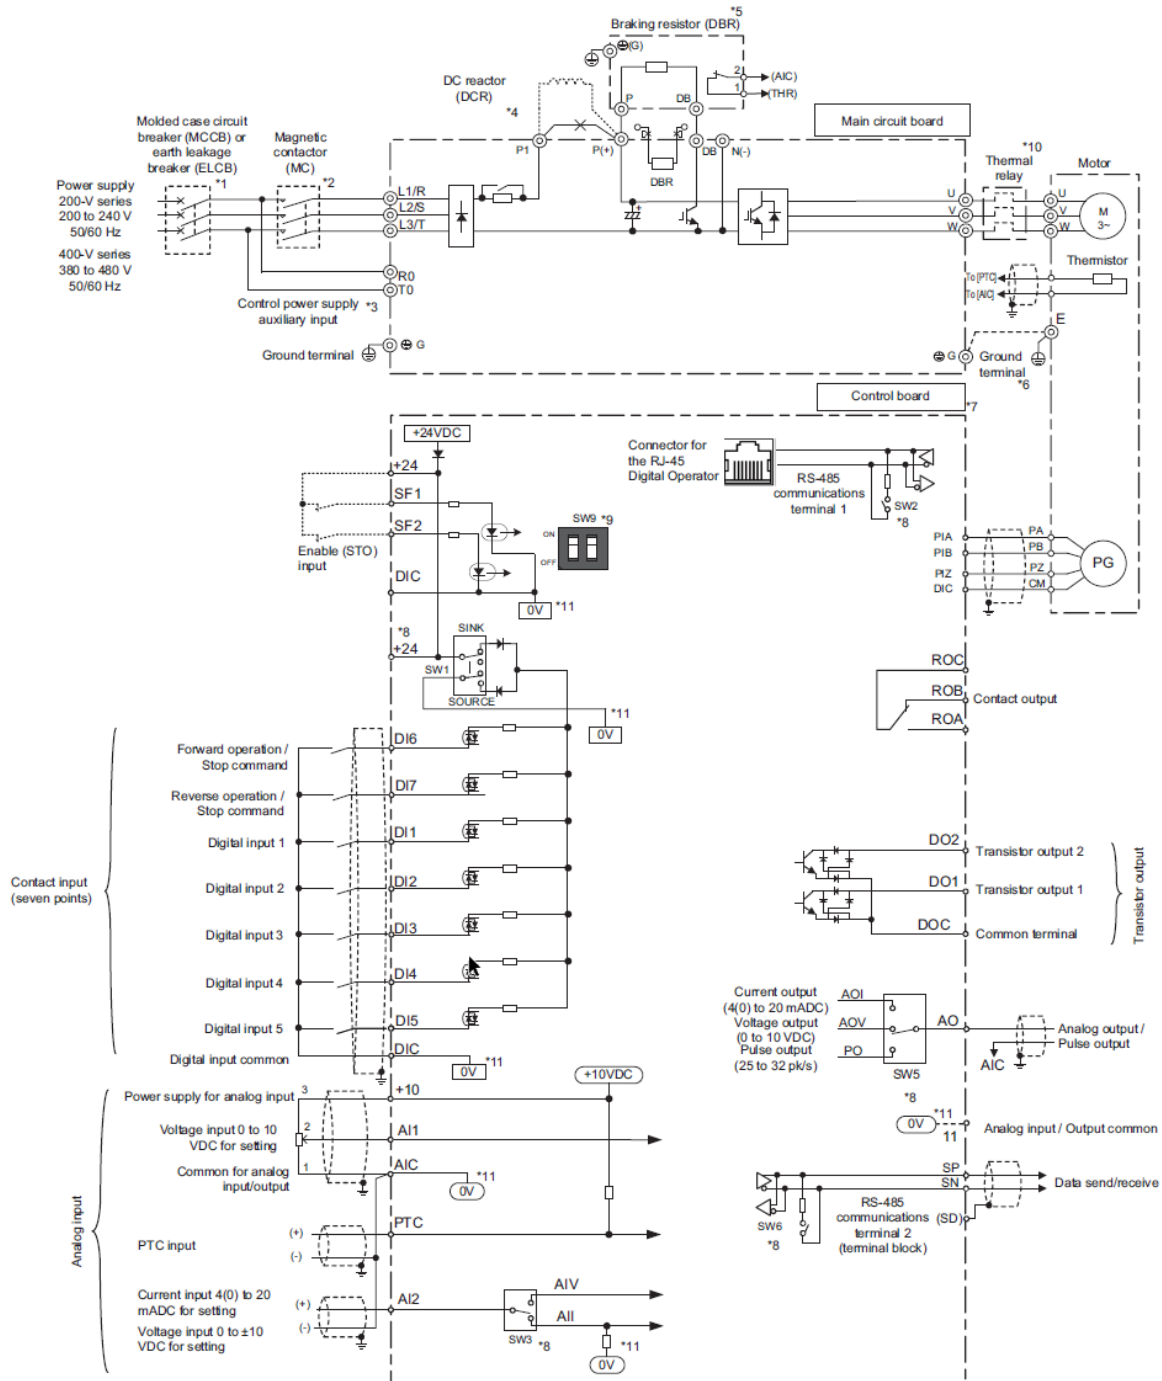 *5
Braking resistor (DBR)
(G)
DC reactor
(DCR)
*4
2
(AIC)
1
(THR)
P
DB
Main circuit board
Molded case circuit
breaker (MCCB) or
earth leakage
breaker (ELCB)
*1
Magnetic
contactor
(MC)
*2
P1
P(+)
DB
N(-)
DBR
*10
Thermal
relay
Motor
Power supply
200-V series
200 to 240 V
50/60 Hz
400-V series
380 to 480 V
50/60 Hz
L1/R
L2/S
L3/T
+
U
V
W
U
V
W
M
3~
R0
T0
Control power supply
auxiliary input
*3
Thermistor
To [PTC]
To [AIC]
E
Ground terminal
G
G
Ground
terminal
*6
Control board
*7
+24VDC
+24
SF1
SF2
Enable (STO)
input
DIC
0V
*11
SW9
*9
ON
OFF
Connector for
the RJ-45
Digital Operator
RS-485
communications
terminal 1
SW2
*8
PIA
PIB
PIZ
DIC
PA
PB
PZ
CM
PG
*8
+24
SINK
SW1
SOURCE
*11
0V
ROC
ROB
ROA
Contact output
Contact input
(seven points)
Forward operation /
Stop command
DI6
Reverse operation /
Stop command
DI7
Digital input 1
DI1
Digital input 2
DI2
Digital input 3
DI3
Digital input 4
DI4
Digital input 5
DI5
Digital input common
DIC
0V
*11
DO2
Transistor output 2
DO1
Transistor output 1
DOC
Common terminal
Transistor output
Current output
(4(0) to 20 mADC)
Voltage output
(0 to 10 VDC)
Pulse output
(25 to 32 pk/s)
AOI
AOV
PO
SW5
*8
AO
AIC
Analog output /
Pulse output
0V
*11
11
Analog input / Output common
Analog input
Power supply for analog input
3
+10
+10VDC
Voltage input 0 to 10
VDC for setting
2
AI1
Common for analog
input/output
1
AIC
0V
*11
PTC input
(+)
(-)
PTC
Current input 4(0) to 20
mADC for setting
(+)
AI2
Voltage input 0 to ±10
VDC for setting
(-)
AIV
AII
SW3
*8
*11
0V
SP
SN
(SD)
Data send/receive
SW6
*8
RS-485
communications
terminal 2
(terminal block)